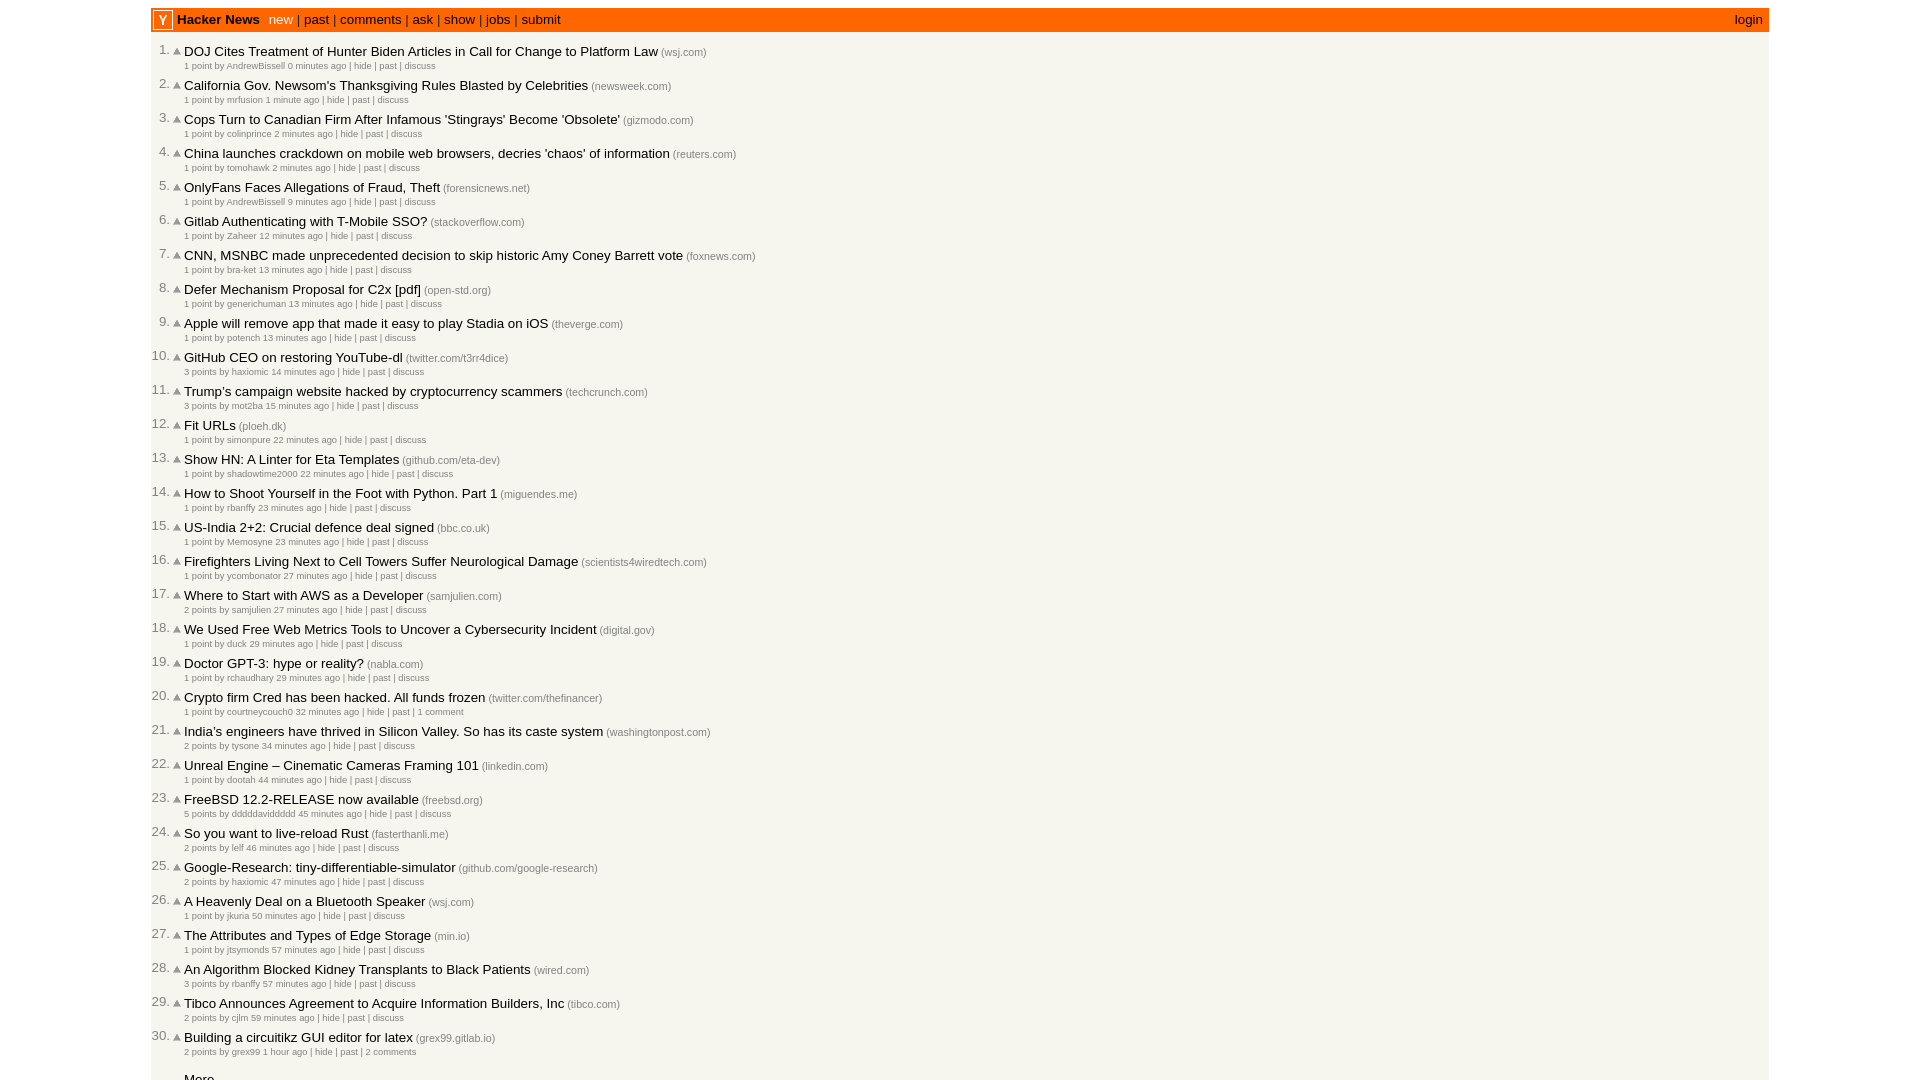 Y Hacker News new | past | comments | ask | show | jobs | submit login
1. DOJ Cites Treatment of Hunter Biden Articles in Call for Change to Platform Law (wsj.com)
1 point by AndrewBissell 0 minutes ago | hide | past | discuss
2. California Gov. Newsom's Thanksgiving Rules Blasted by Celebrities (newsweek.com)
1 point by mrfusion 1 minute ago | hide | past | discuss
3. Cops Turn to Canadian Firm After Infamous 'Stingrays' Become 'Obsolete' (gizmodo.com)
1 point by colinprince 2 minutes ago | hide | past | discuss
4. China launches crackdown on mobile web browsers, decries 'chaos' of information (reuters.com)
1 point by tomohawk 2 minutes ago | hide | past | discuss
5. OnlyFans Faces Allegations of Fraud, Theft (forensicnews.net)
1 point by AndrewBissell 9 minutes ago | hide | past | discuss
6. Gitlab Authenticating with T-Mobile SSO? (stackoverflow.com)
1 point by Zaheer 12 minutes ago | hide | past | discuss
7. CNN, MSNBC made unprecedented decision to skip historic Amy Coney Barrett vote (foxnews.com)
1 point by bra-ket 13 minutes ago | hide | past | discuss
8. Defer Mechanism Proposal for C2x [pdf] (open-std.org)
1 point by generichuman 13 minutes ago | hide | past | discuss
9. Apple will remove app that made it easy to play Stadia on iOS (theverge.com)
1 point by potench 13 minutes ago | hide | past | discuss
10. GitHub CEO on restoring YouTube-dl (twitter.com/t3rr4dice)
3 points by haxiomic 14 minutes ago | hide | past | discuss
11. Trump’s campaign website hacked by cryptocurrency scammers (techcrunch.com)
3 points by mot2ba 15 minutes ago | hide | past | discuss
12. Fit URLs (ploeh.dk)
1 point by simonpure 22 minutes ago | hide | past | discuss
13. Show HN: A Linter for Eta Templates (github.com/eta-dev)
1 point by shadowtime2000 22 minutes ago | hide | past | discuss
14. How to Shoot Yourself in the Foot with Python. Part 1 (miguendes.me)
1 point by rbanffy 23 minutes ago | hide | past | discuss
15. US-India 2+2: Crucial defence deal signed (bbc.co.uk)
1 point by Memosyne 23 minutes ago | hide | past | discuss
16. Firefighters Living Next to Cell Towers Suffer Neurological Damage (scientists4wiredtech.com)
1 point by ycombonator 27 minutes ago | hide | past | discuss
17. Where to Start with AWS as a Developer (samjulien.com)
2 points by samjulien 27 minutes ago | hide | past | discuss
18. We Used Free Web Metrics Tools to Uncover a Cybersecurity Incident (digital.gov)
1 point by duck 29 minutes ago | hide | past | discuss
19. Doctor GPT-3: hype or reality? (nabla.com)
1 point by rchaudhary 29 minutes ago | hide | past | discuss
20. Crypto firm Cred has been hacked. All funds frozen (twitter.com/thefinancer)
1 point by courtneycouch0 32 minutes ago | hide | past | 1 comment
21. India’s engineers have thrived in Silicon Valley. So has its caste system (washingtonpost.com)
2 points by tysone 34 minutes ago | hide | past | discuss
22. Unreal Engine – Cinematic Cameras Framing 101 (linkedin.com)
1 point by dootah 44 minutes ago | hide | past | discuss
23. FreeBSD 12.2-RELEASE now available (freebsd.org)
5 points by dddddaviddddd 45 minutes ago | hide | past | discuss
24. So you want to live-reload Rust (fasterthanli.me)
2 points by lelf 46 minutes ago | hide | past | discuss
25. Google-Research: tiny-differentiable-simulator (github.com/google-research)
2 points by haxiomic 47 minutes ago | hide | past | discuss
26. A Heavenly Deal on a Bluetooth Speaker (wsj.com)
1 point by jkuria 50 minutes ago | hide | past | discuss
27. The Attributes and Types of Edge Storage (min.io)
1 point by jtsymonds 57 minutes ago | hide | past | discuss
28. An Algorithm Blocked Kidney Transplants to Black Patients (wired.com)
3 points by rbanffy 57 minutes ago | hide | past | discuss
29. Tibco Announces Agreement to Acquire Information Builders, Inc (tibco.com)
2 points by cjlm 59 minutes ago | hide | past | discuss
30. Building a circuitikz GUI editor for latex (grex99.gitlab.io)
2 points by grex99 1 hour ago | hide | past | 2 comments
More